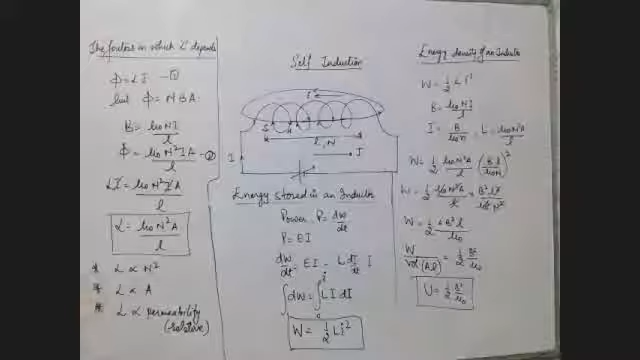 The factors in which L depends
Φ = LI - ①
but Φ = NBA
B = μ0NI / l
Φ = μ0N²IA / l - ②
LI = μ0N²IA / l
L = μ0N²A / l
* L ∝ N²
* L ∝ A
* L ∝ permeability
(relative)
Self Induction
l, N
I
I
Energy stored in an Inductor
Power, P = dw/dt
P = EI
dw/dt = EI = L dI/dt I
∫dw = ∫LI dI
W = 1/2 Li²
Energy density of an Inductor
W = 1/2 Li²
B = μ0NI / l
I = Bl / μ0N , L = μ0N²A / l
W = 1/2 μ0N²A / l (Bl / μ0N)²
W = 1/2 μ0N²A / l × B²l² / μ0²N²
W = 1/2 AB²l / μ0
W / vol(Al) = 1/2 B² / μ0
U = 1/2 B² / μ0